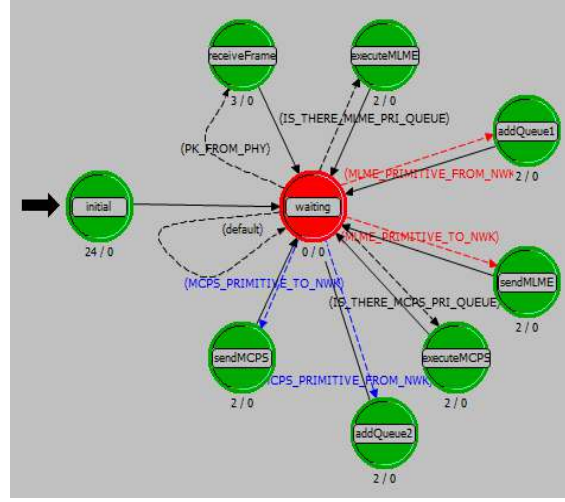 receiveFrame
executeMLME
3 / 0
2 / 0
(IS_THERE_MLME_PRI_QUEUE)
addQueue1
(PK_FROM_PHY)
(MLME_PRIMITIVE_FROM_NWK
2 / 0
initial
waiting
(default)
(MLME_PRIMITIVE_TO_NWK)
24 / 0
0 / 0
(MCPS_PRIMITIVE_TO_NWK)
sendMLME
(IS_THERE_MCPS_PRI_QUEUE)
2 / 0
sendMCPS
executeMCPS
MCPS_PRIMITIVE_FROM_NWK)
2 / 0
2 / 0
addQueue2
2 / 0